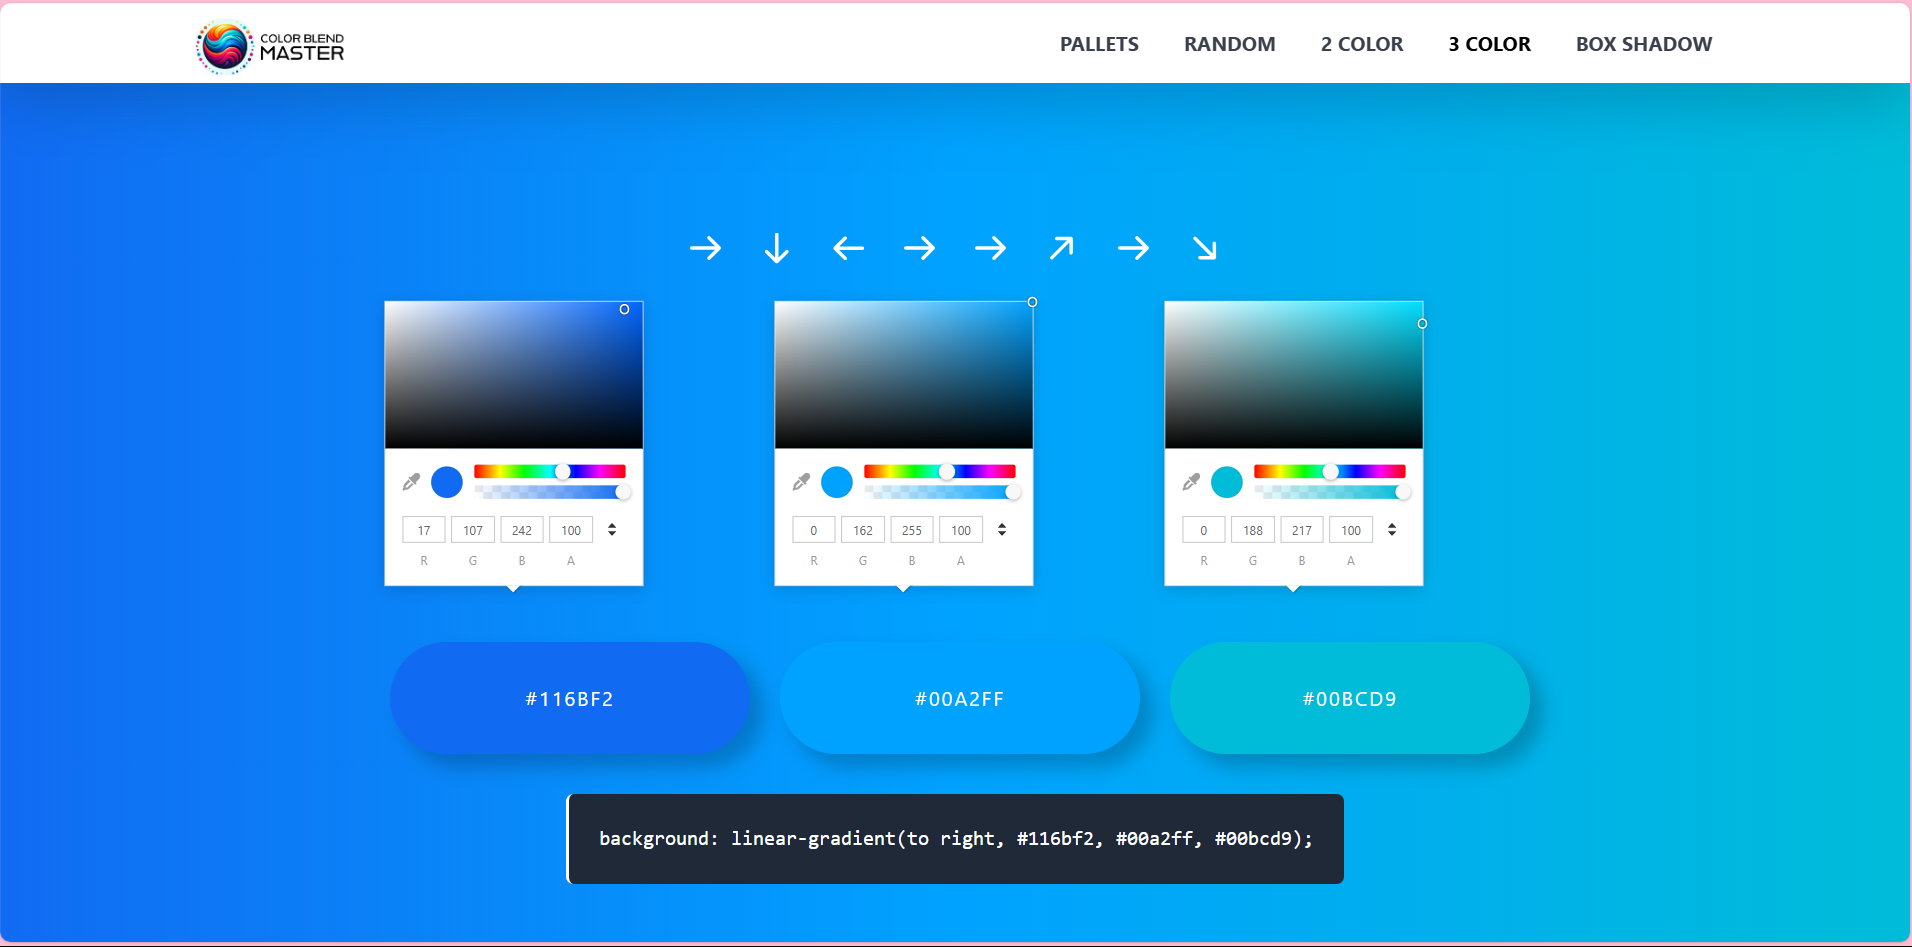 COLOR BLEND
MASTER
PALLETS RANDOM 2 COLOR 3 COLOR BOX SHADOW
17 107 242 100
R G B A
0 162 255 100
R G B A
0 188 217 100
R G B A
#116BF2
#00A2FF
#00BCD9
background: linear-gradient(to right, #116bf2, #00a2ff, #00bcd9);